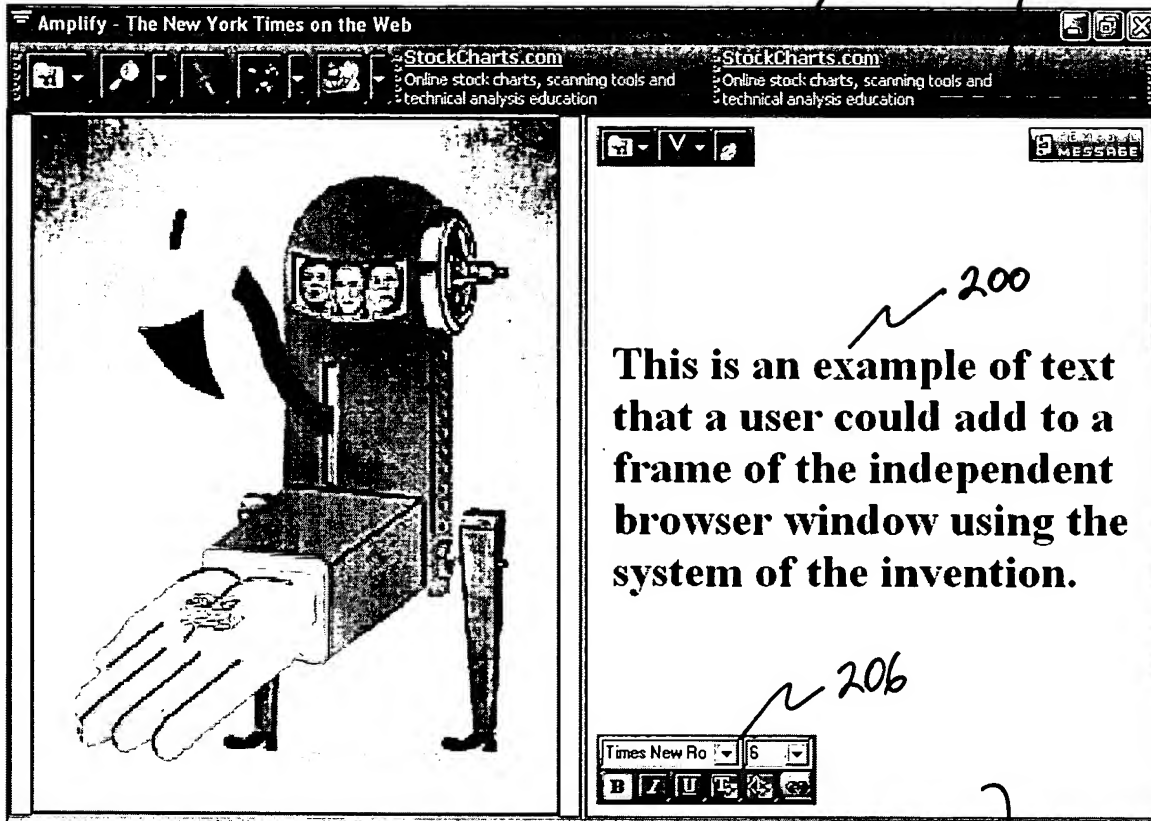 Amplify - The New York Times on the Web
StockCharts.com
Online stock charts, scanning tools and
technical analysis education
StockCharts.com
Online stock charts, scanning tools and
technical analysis education
MESSAGE
200
This is an example of text
that a user could add to a
frame of the independent
browser window using the
system of the invention.
206
Times New Ro 6
B I U T